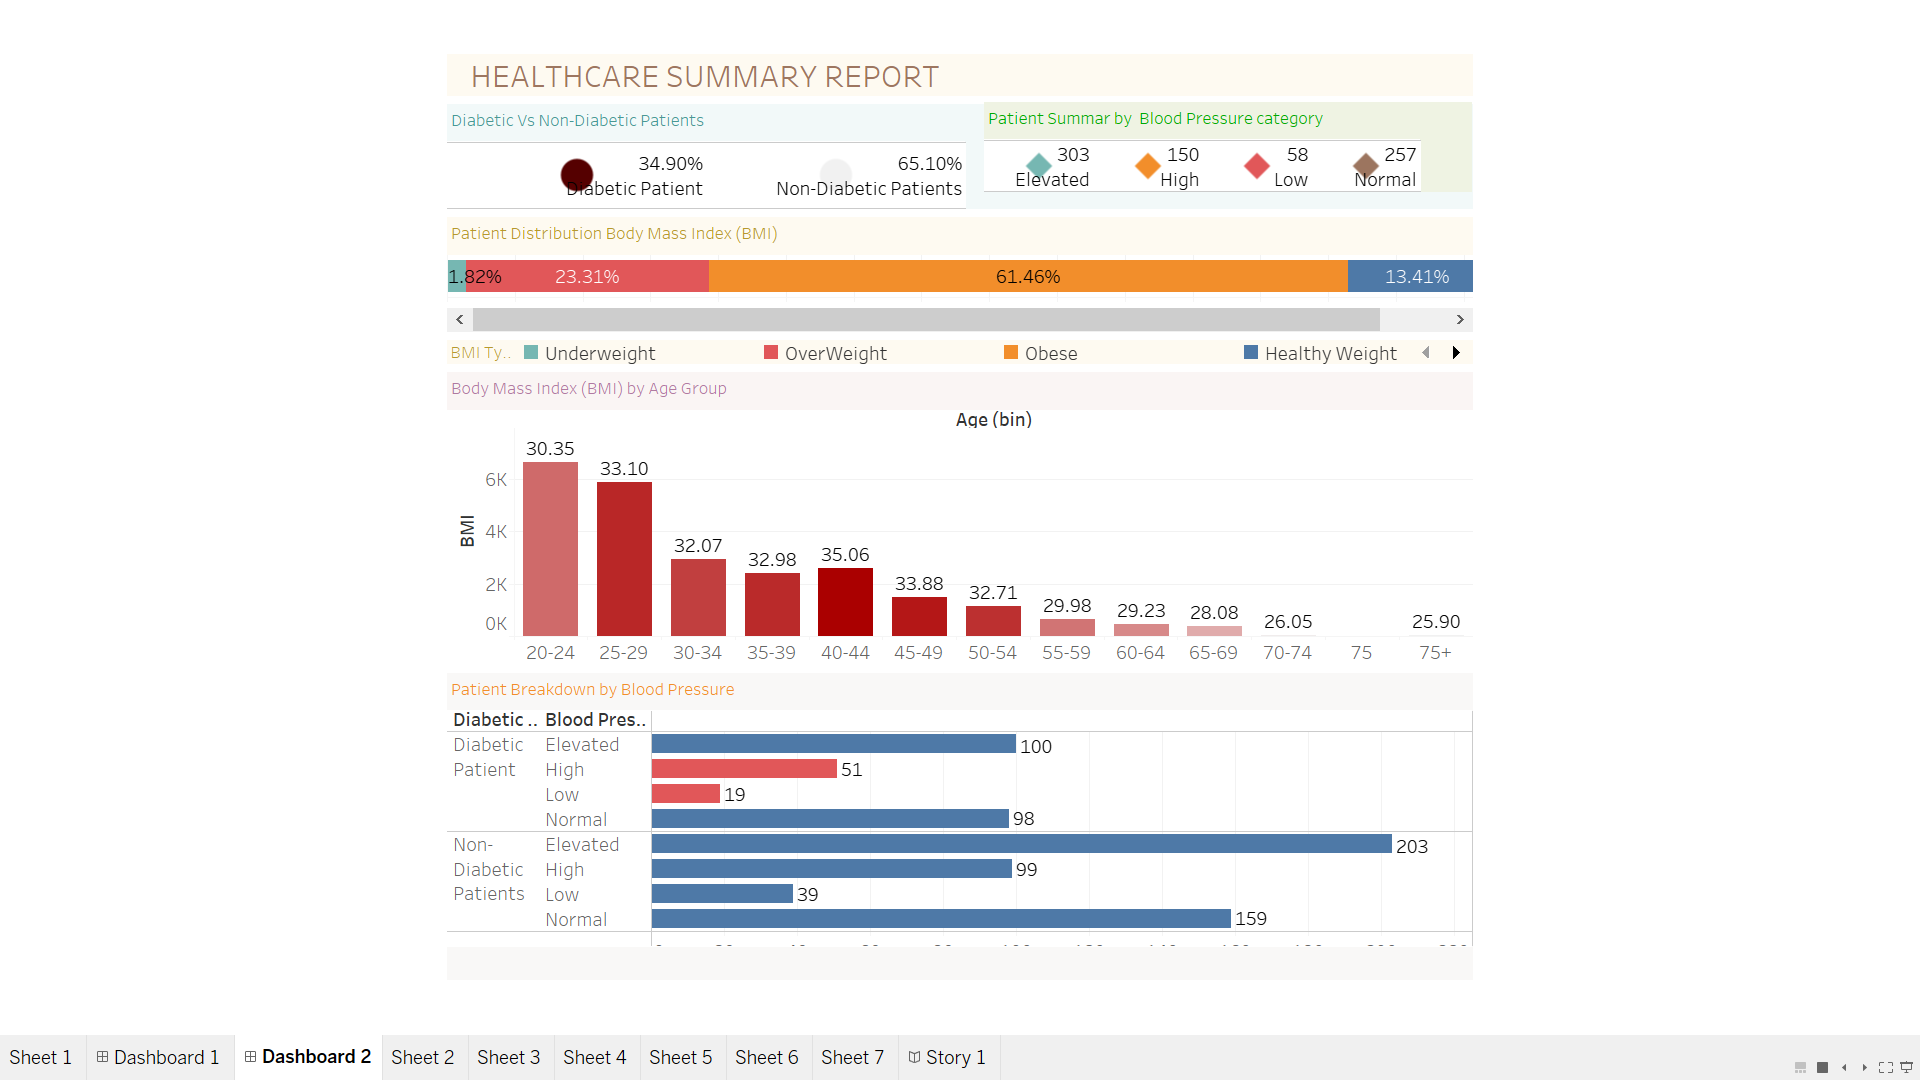 HEALTHCARE SUMMARY REPORT
Diabetic Vs Non-Diabetic Patients
34.90%
Diabetic Patient
65.10%
Non-Diabetic Patients
Patient Summar by Blood Pressure category
303
Elevated
150
High
58
Low
257
Normal
Patient Distribution Body Mass Index (BMI)
1.82% 23.31% 61.46% 13.41%
BMI Ty.. Underweight OverWeight Obese Healthy Weight
Body Mass Index (BMI) by Age Group
Age (bin)
BMI
6K
4K
2K
0K
30.35 33.10 32.07 32.98 35.06 33.88 32.71 29.98 29.23 28.08 26.05 25.90
20-24 25-29 30-34 35-39 40-44 45-49 50-54 55-59 60-64 65-69 70-74 75 75+
Patient Breakdown by Blood Pressure
Diabetic .. Blood Pres..
Diabetic Patient
Elevated 100
High 51
Low 19
Normal 98
Non-Diabetic Patients
Elevated 203
High 99
Low 39
Normal 159
Sheet 1 Dashboard 1 Dashboard 2 Sheet 2 Sheet 3 Sheet 4 Sheet 5 Sheet 6 Sheet 7 Story 1